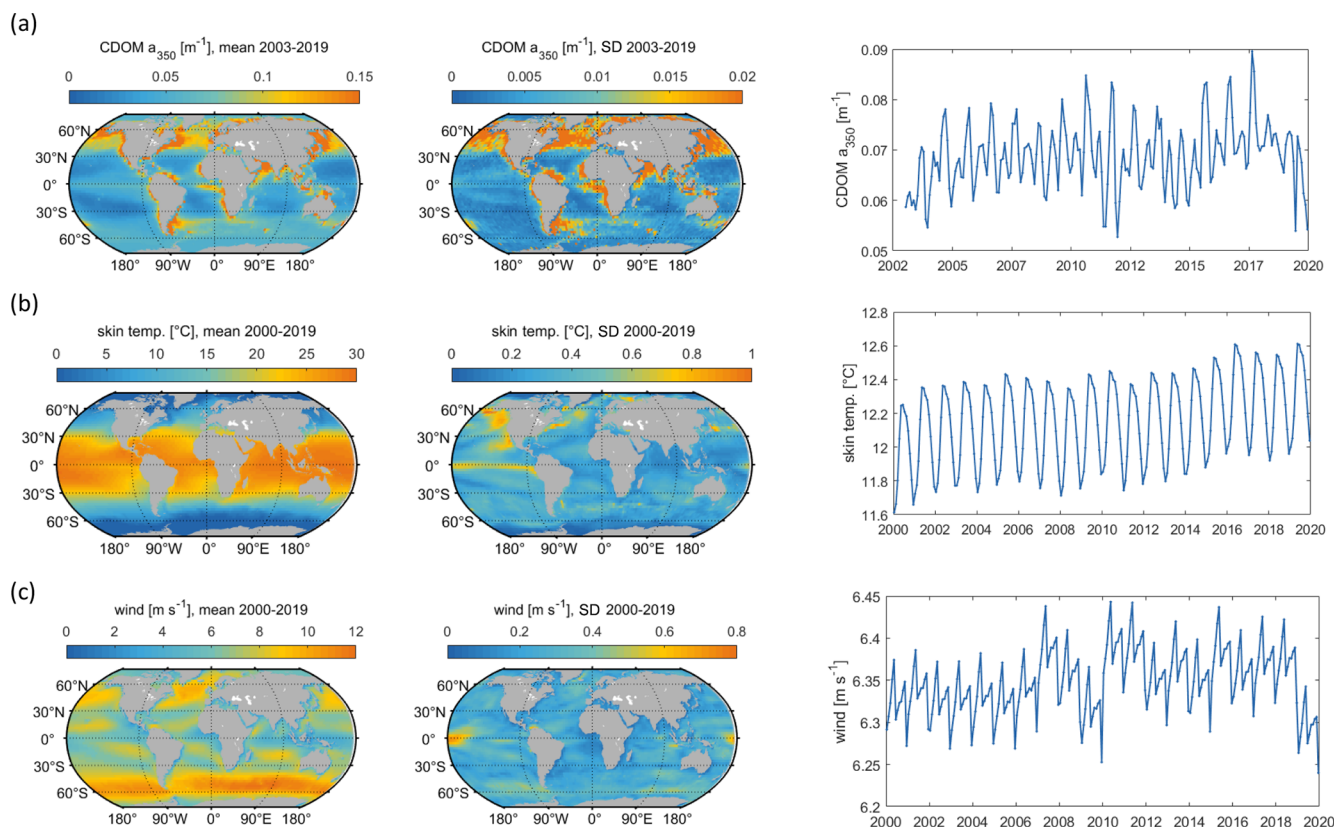 (a)
CDOM a350 [m-1], mean 2003-2019
0 0.05 0.1 0.15
60°N
30°N
0°
30°S
60°S
180° 90°W 0° 90°E 180°
CDOM a350 [m-1], SD 2003-2019
0 0.005 0.01 0.015 0.02
60°N
30°N
0°
30°S
60°S
180° 90°W 0° 90°E 180°
CDOM a350 [m-1]
0.09
0.08
0.07
0.06
0.05
2002 2005 2007 2010 2012 2015 2017 2020
(b)
skin temp. [°C], mean 2000-2019
0 5 10 15 20 25 30
60°N
30°N
0°
30°S
60°S
180° 90°W 0° 90°E 180°
skin temp. [°C], SD 2000-2019
0 0.2 0.4 0.6 0.8 1
60°N
30°N
0°
30°S
60°S
180° 90°W 0° 90°E 180°
skin temp. [°C]
12.8
12.6
12.4
12.2
12
11.8
11.6
2000 2002 2004 2006 2008 2010 2012 2014 2016 2018 2020
(c)
wind [m s-1], mean 2000-2019
0 2 4 6 8 10 12
60°N
30°N
0°
30°S
60°S
180° 90°W 0° 90°E 180°
wind [m s-1], SD 2000-2019
0 0.2 0.4 0.6 0.8
60°N
30°N
0°
30°S
60°S
180° 90°W 0° 90°E 180°
wind [m s-1]
6.45
6.4
6.35
6.3
6.25
6.2
2000 2002 2004 2006 2008 2010 2012 2014 2016 2018 2020